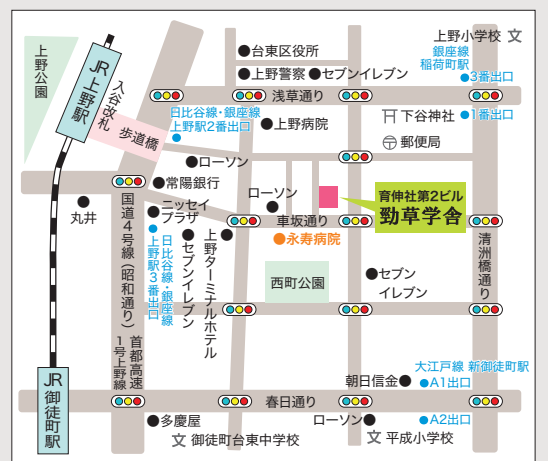 上野公園
JR上野駅
入谷改札
歩道橋
台東区役所
上野警察
セブンイレブン
上野小学校 文
銀座線
稲荷町駅
3番出口
浅草通り
日比谷線・銀座線
上野駅2番出口
上野病院
下谷神社
1番出口
〒郵便局
ローソン
常陽銀行
丸井
ニッセイ
プラザ
ローソン
育伸社第2ビル
勁草学舎
車坂通り
永寿病院
国道4号線(昭和通り)
日比谷線・銀座線
上野駅3番出口
セブンイレブン
上野ターミナルホテル
西町公園
セブン
イレブン
清洲橋通り
首都高速
1号上野線
大江戸線 新御徒町駅
朝日信金
A1出口
JR御徒町駅
春日通り
多慶屋
ローソン
A2出口
文 御徒町台東中学校
文 平成小学校